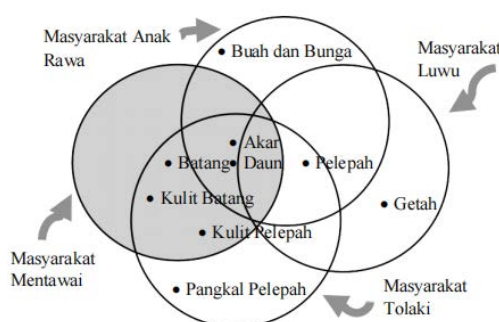 Masyarakat Anak
Rawa
• Buah dan Bunga
Masyarakat
Luwu
• Akar
• Batang
• Daun
• Pelepah
• Kulit Batang
• Getah
• Kulit Pelepah
Masyarakat
Mentawai
• Pangkal Pelepah
Masyarakat
Tolaki